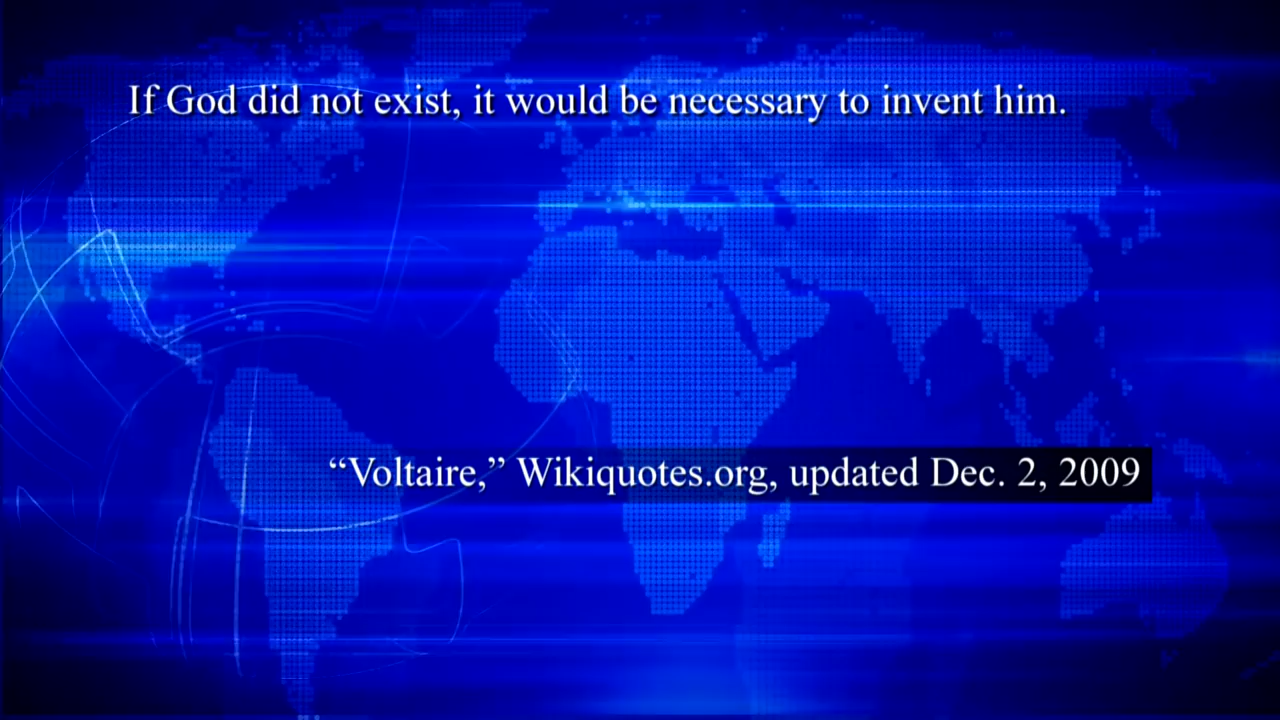 If God did not exist, it would be necessary to invent him.
“Voltaire,” Wikiquotes.org, updated Dec. 2, 2009